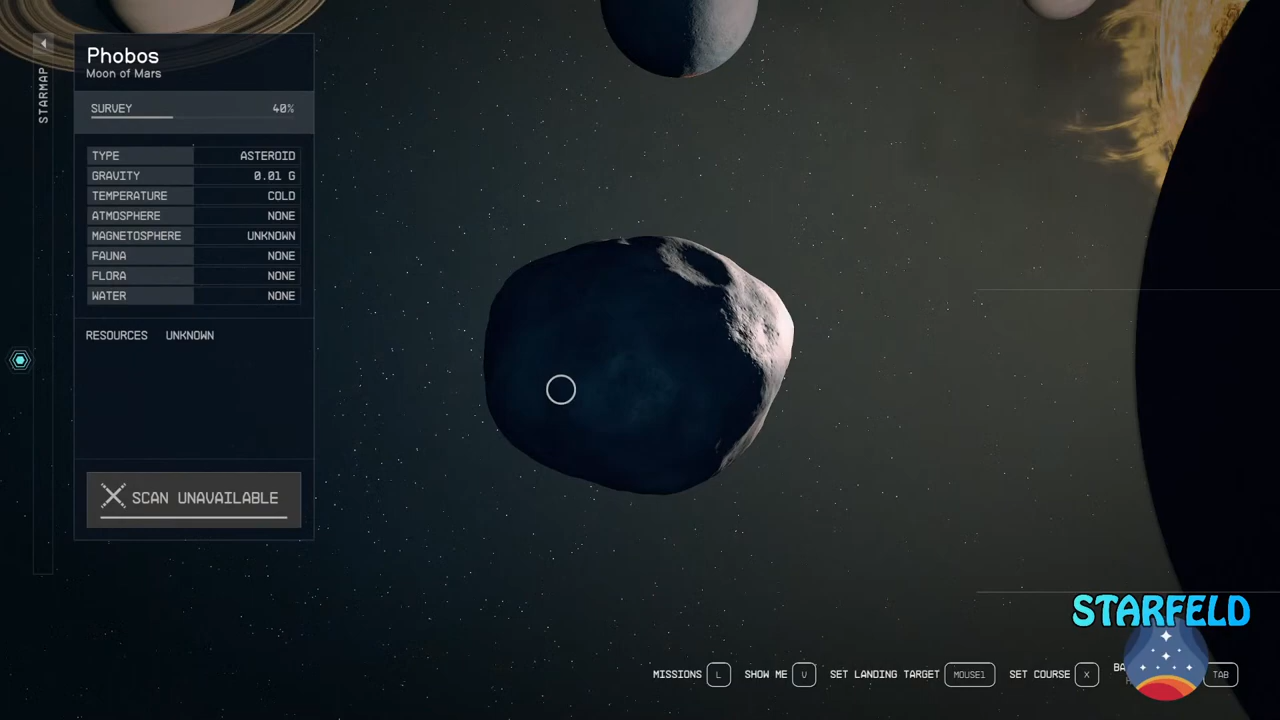 Phobos
Moon of Mars
STARMAP
SURVEY 40%
TYPE ASTEROID
GRAVITY 0.01 G
TEMPERATURE COLD
ATMOSPHERE NONE
MAGNETOSPHERE UNKNOWN
FAUNA NONE
FLORA NONE
WATER NONE
RESOURCES UNKNOWN
SCAN UNAVAILABLE
STARFELD
MISSIONS L SHOW ME V SET LANDING TARGET MOUSE1 SET COURSE X TAB